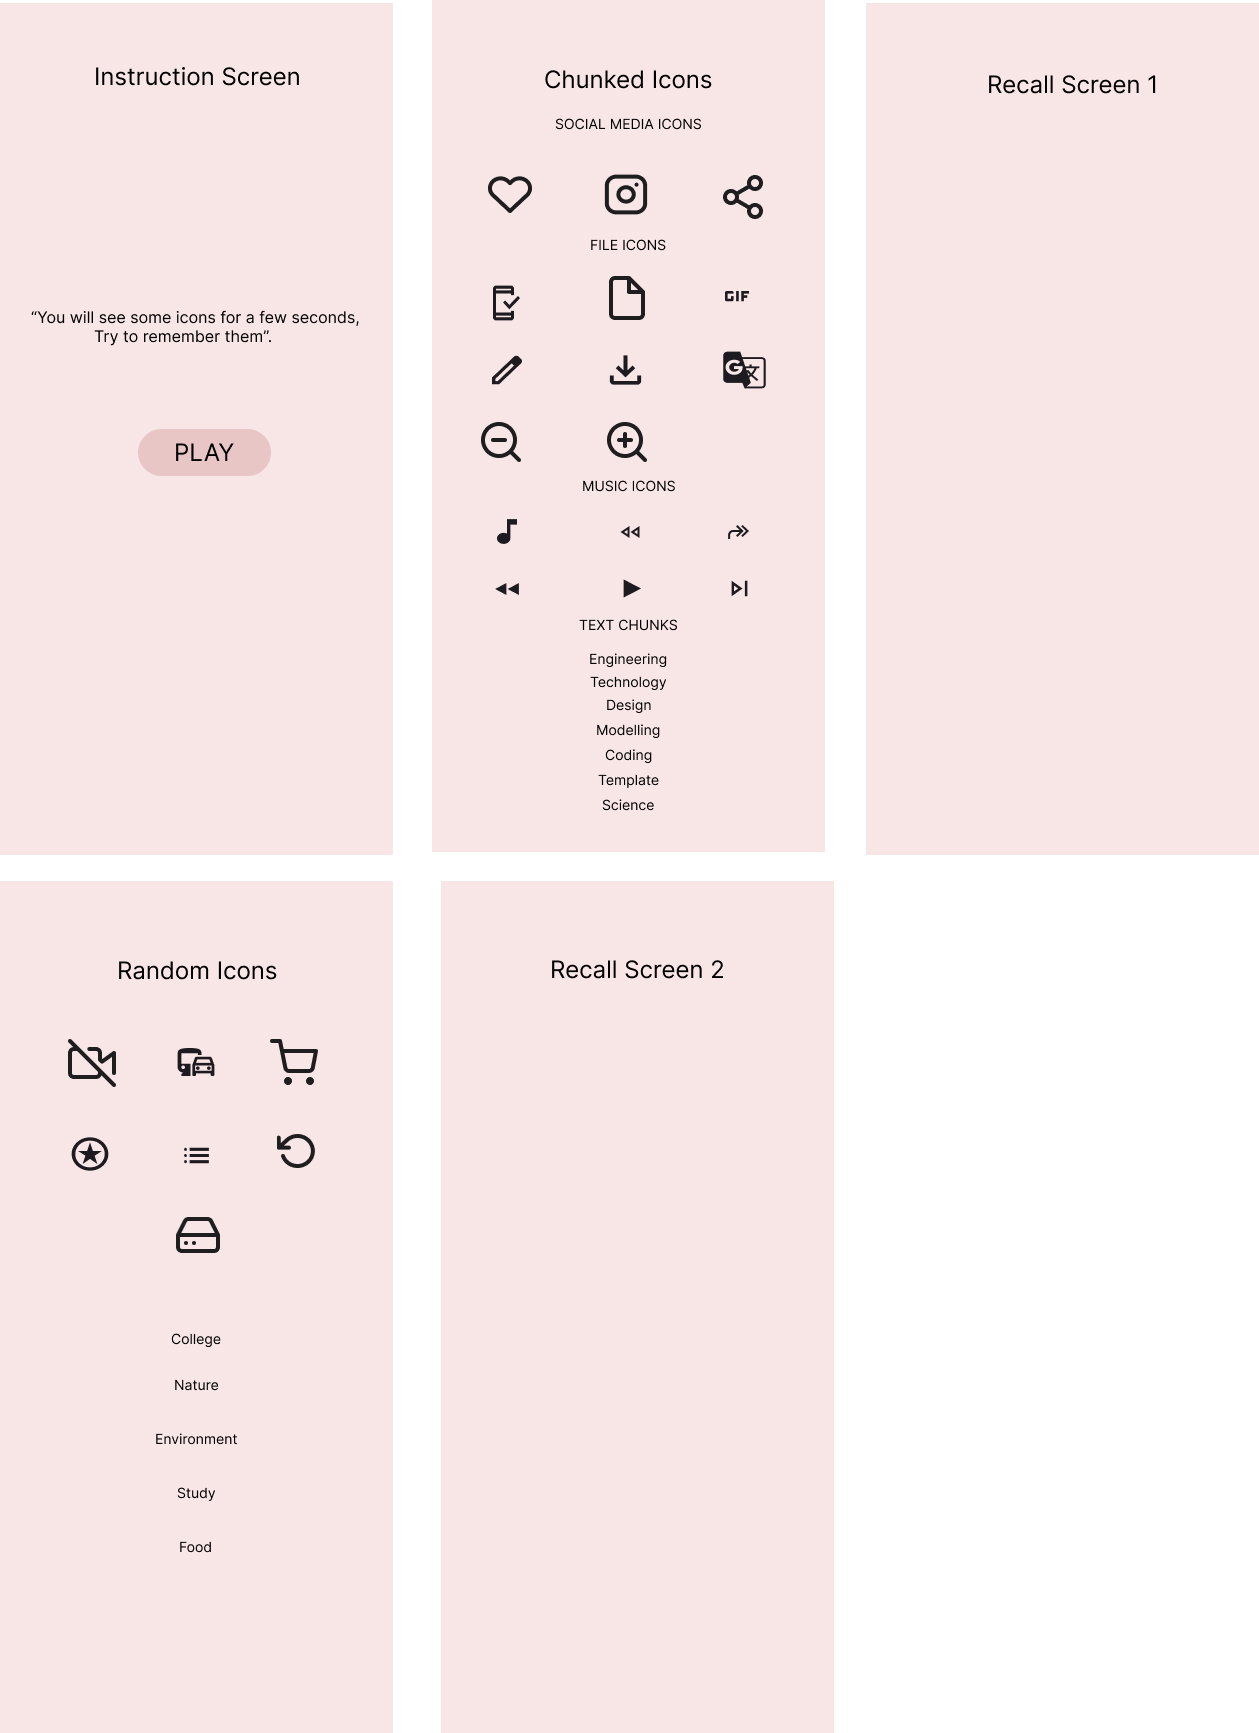 Instruction Screen
“You will see some icons for a few seconds,
Try to remember them”.
PLAY
Chunked Icons
SOCIAL MEDIA ICONS
FILE ICONS
GIF
G 文
MUSIC ICONS
TEXT CHUNKS
Engineering
Technology
Design
Modelling
Coding
Template
Science
Recall Screen 1
Random Icons
College
Nature
Environment
Study
Food
Recall Screen 2